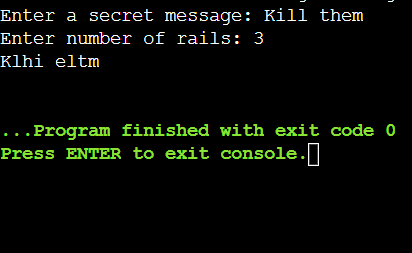 Enter a secret message: Kill them
Enter number of rails: 3
Klhi eltm
...Program finished with exit code 0
Press ENTER to exit console.